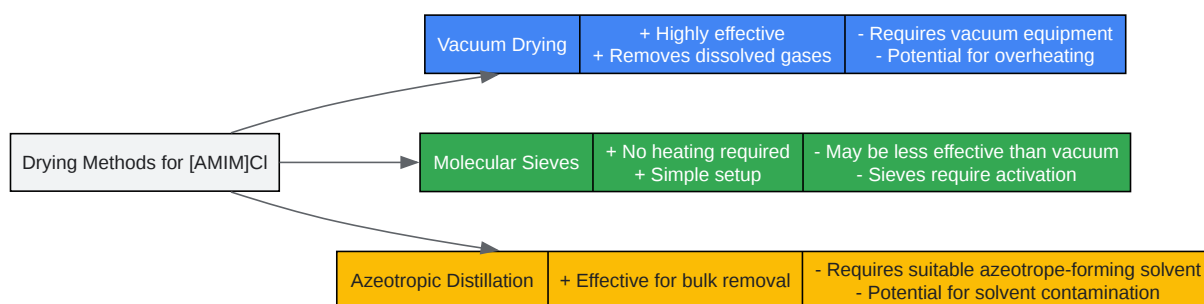 Vacuum Drying
+ Highly effective
+ Removes dissolved gases
- Requires vacuum equipment
- Potential for overheating
Drying Methods for [AMIM]Cl
Molecular Sieves
+ No heating required
+ Simple setup
- May be less effective than vacuum
- Sieves require activation
Azeotropic Distillation
+ Effective for bulk removal
- Requires suitable azeotrope-forming solvent
- Potential for solvent contamination